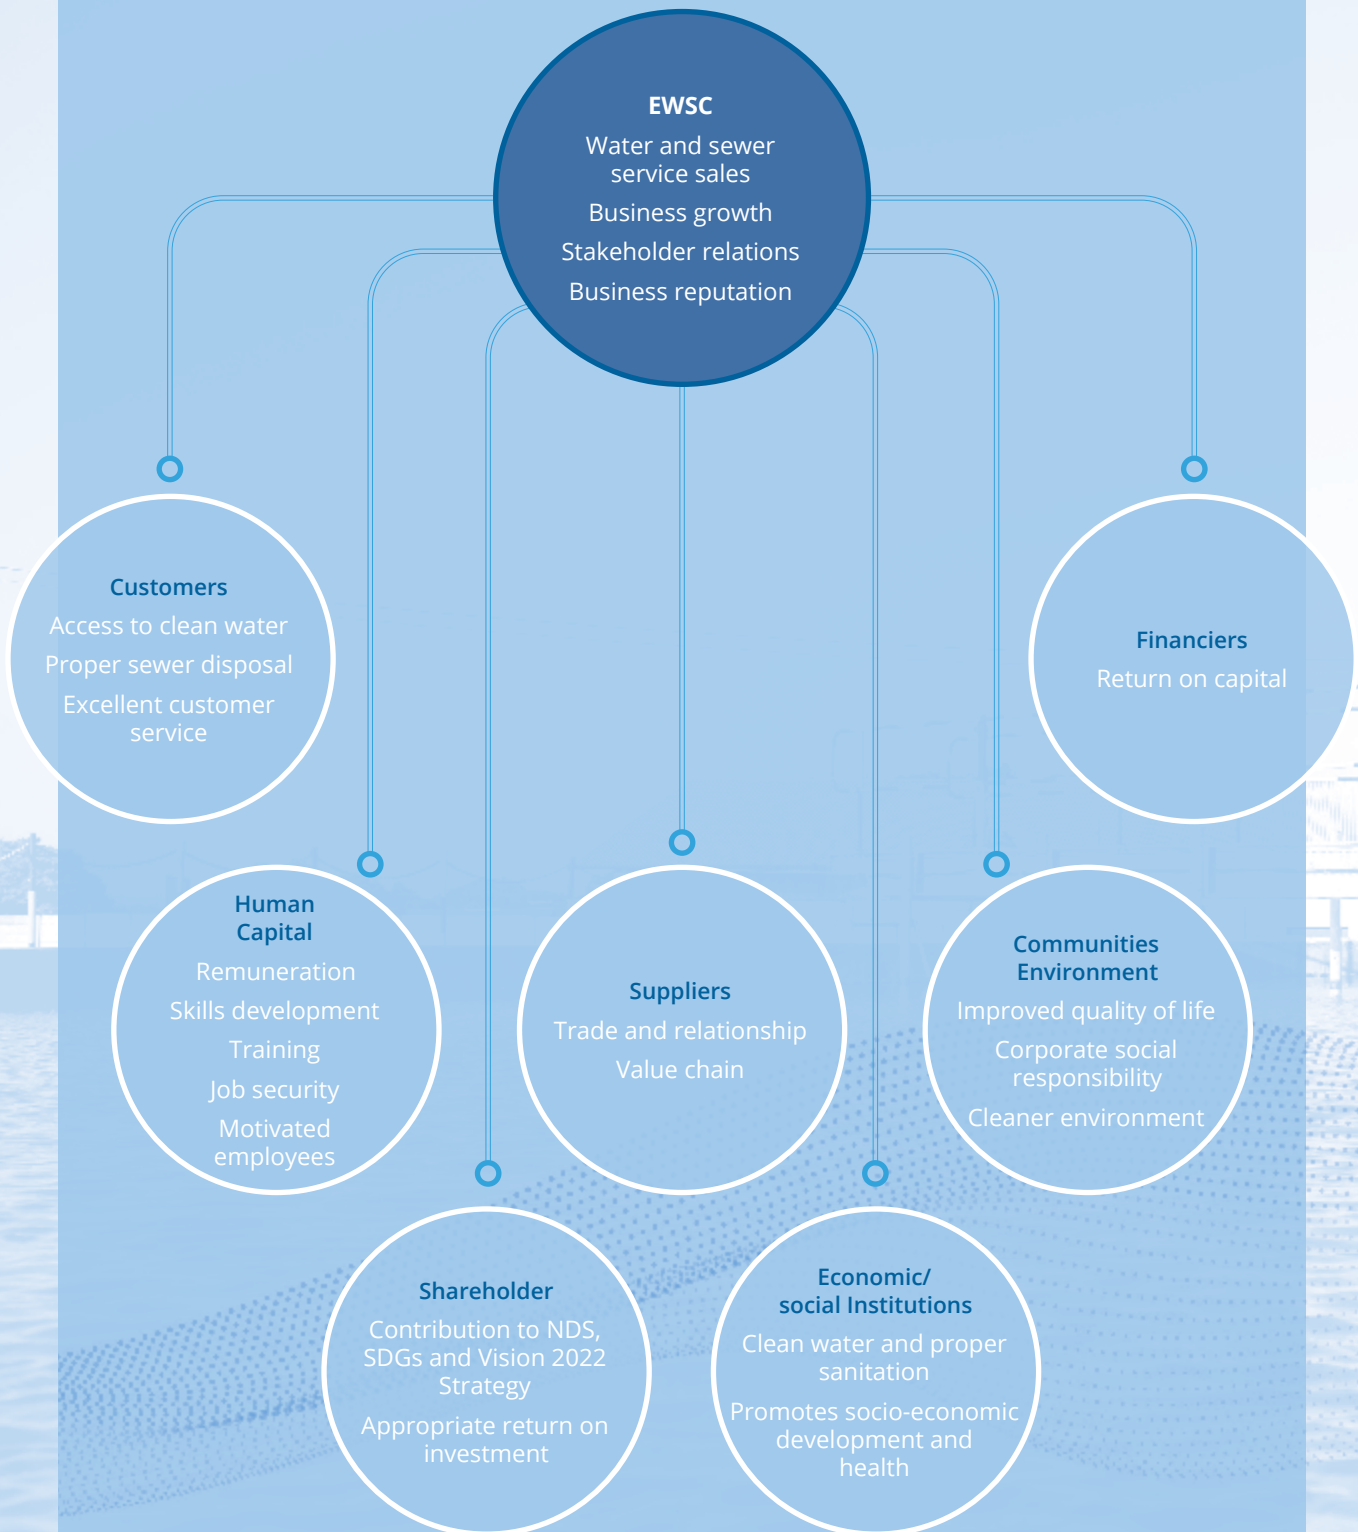 EWSC
Water and sewer
service sales
Business growth
Stakeholder relations
Business reputation
Customers
Access to clean water
Proper sewer disposal
Excellent customer
service
Financiers
Return on capital
Human
Capital
Remuneration
Skills development
Training
Job security
Motivated
employees
Suppliers
Trade and relationship
Value chain
Communities
Environment
Improved quality of life
Corporate social
responsibility
Cleaner environment
Shareholder
Contribution to NDS,
SDGs and Vision 2022
Strategy
Appropriate return on
investment
Economic/
social Institutions
Clean water and proper
sanitation
Promotes socio-economic
development and
health